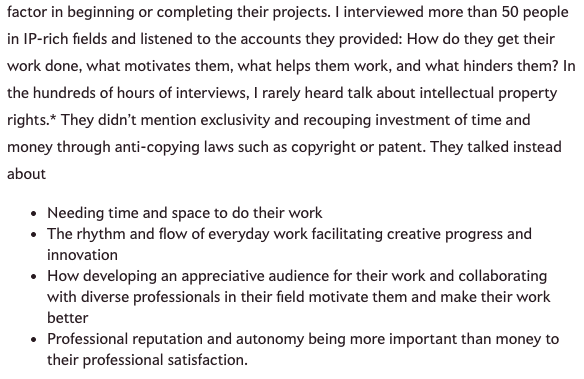 factor in beginning or completing their projects. I interviewed more than 50 people
in IP-rich fields and listened to the accounts they provided: How do they get their
work done, what motivates them, what helps them work, and what hinders them? In
the hundreds of hours of interviews, I rarely heard talk about intellectual property
rights.* They didn’t mention exclusivity and recouping investment of time and
money through anti-copying laws such as copyright or patent. They talked instead
about
• Needing time and space to do their work
• The rhythm and flow of everyday work facilitating creative progress and
innovation
• How developing an appreciative audience for their work and collaborating
with diverse professionals in their field motivate them and make their work
better
• Professional reputation and autonomy being more important than money to
their professional satisfaction.